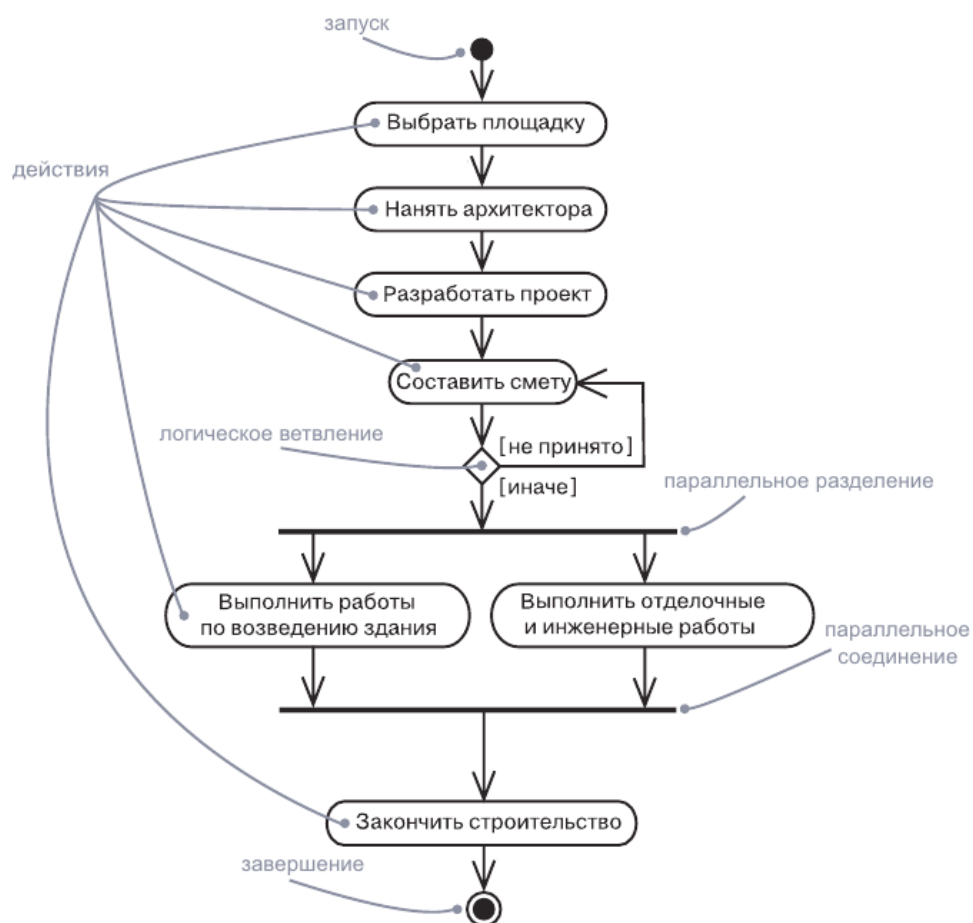 запуск
Выбрать площадку
действия
Нанять архитектора
Разработать проект
Составить смету
логическое ветвление
[не принято]
[иначе]
параллельное разделение
Выполнить работы
по возведению здания
Выполнить отделочные
и инженерные работы
параллельное
соединение
Закончить строительство
завершение